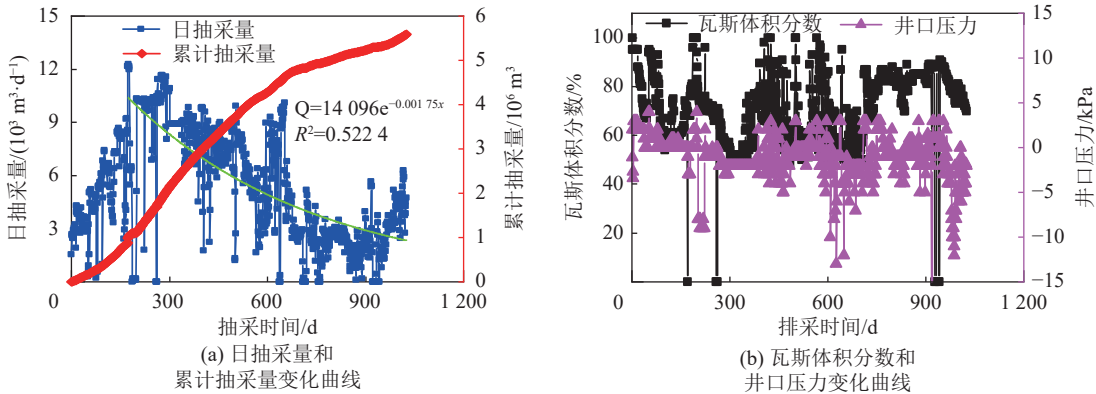 15
12
9
6
3
日抽采量/(10³ m³·d⁻¹)
日抽采量
累计抽采量
Q=14 096e⁻⁰·⁰⁰¹ ⁷⁵ˣ
R²=0.522 4
6
5
4
3
2
1
0
累计抽采量/10⁶ m³
0
300
600
900
1 200
抽采时间/d
(a) 日抽采量和
累计抽采量变化曲线
瓦斯体积分数
井口压力
100
80
60
40
20
瓦斯体积分数/%
15
10
5
0
−5
−10
−15
井口压力/kPa
0
300
600
900
1 200
排采时间/d
(b) 瓦斯体积分数和
井口压力变化曲线